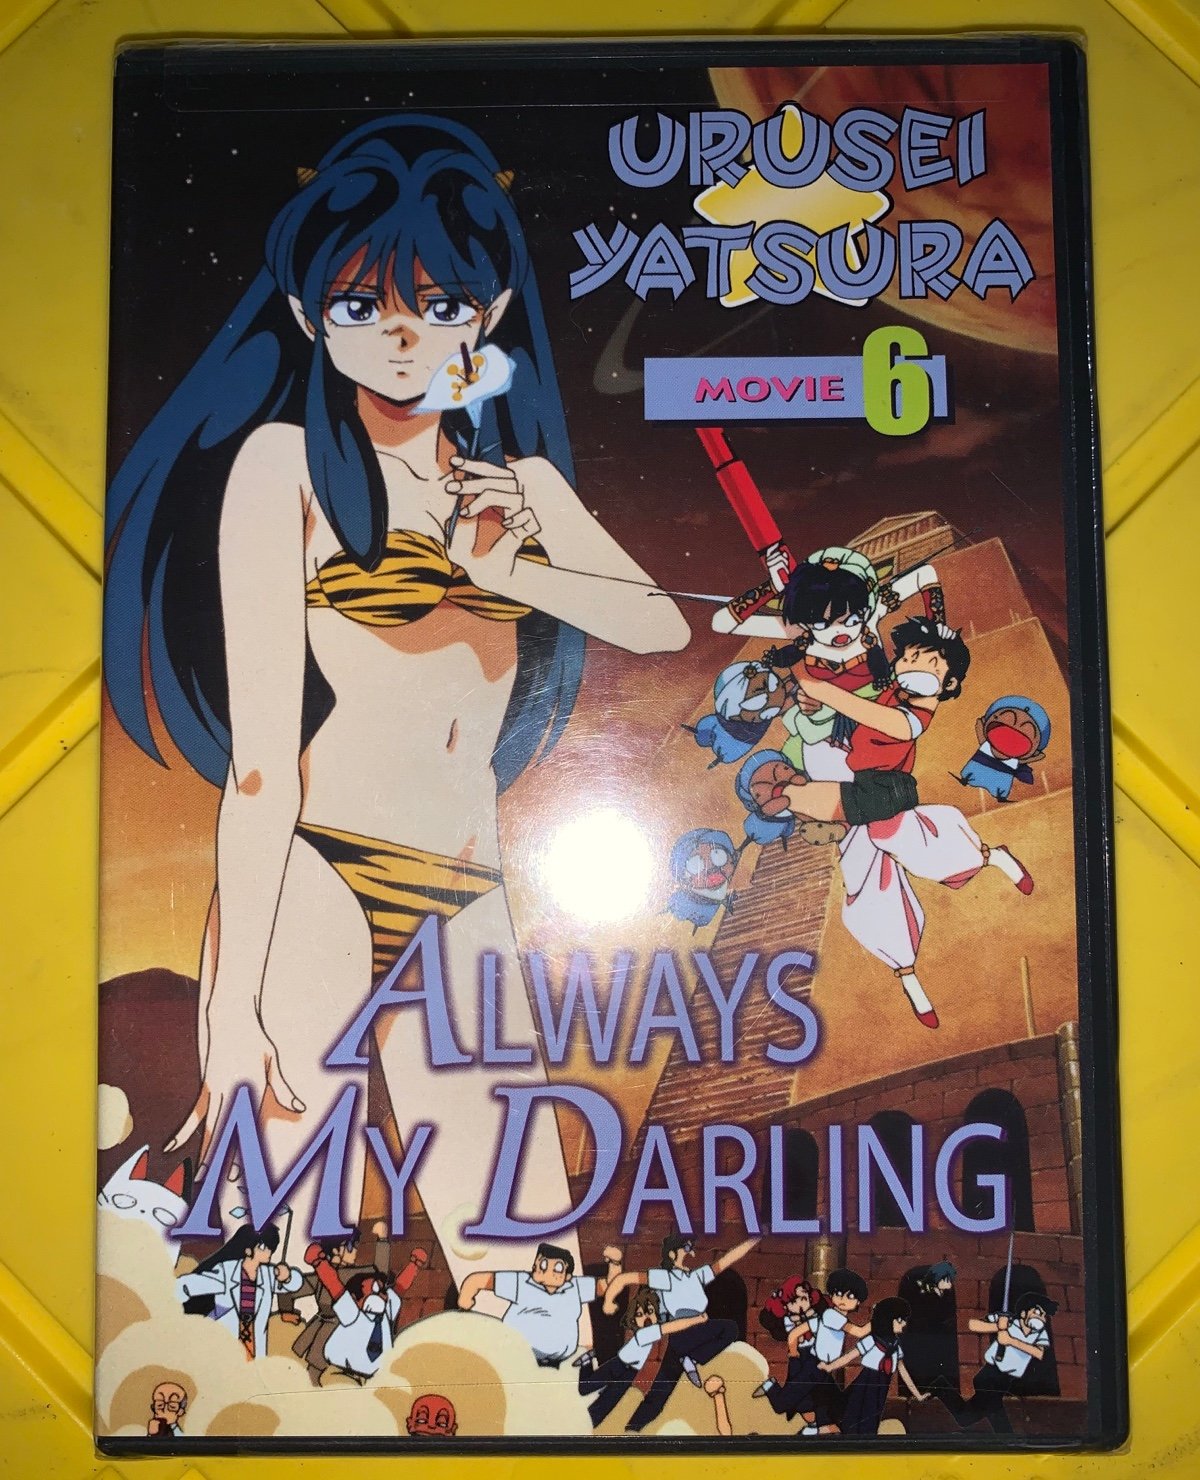 URUSEI
YATSURA
MOVIE 6
ALWAYS
MY DARLING